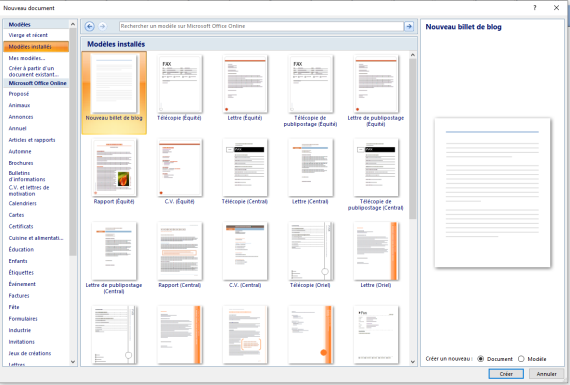 Nouveau document
Modèles
Vierge et récent
Modèles installés
Mes modèles...
Créer à partir d'un
document existant...
Microsoft Office Online
Proposé
Animaux
Annonces
Annuel
Articles et rapports
Automne
Brochures
Bulletins
d'informations
C.V. et lettres de
motivation
Calendriers
Cartes
Certificats
Cuisine et alimentati...
Éducation
Enfants
Étiquettes
Évènement
Factures
Fête
Formulaires
Industrie
Invitations
Jeux de créations
Lettres
Rechercher un modèle sur Microsoft Office Online
Modèles installés
FAX
FAX
Nouveau billet de blog
Télécopie (Équité)
Lettre (Équité)
Télécopie de
publipostage (Équité)
Lettre de publipostage
(Équité)
Rapport (Équité)
C.V. (Équité)
Télécopie (Central)
Lettre (Central)
Télécopie de
publipostage (Central)
Lettre de publipostage
(Central)
Rapport (Central)
C.V. (Central)
Télécopie (Oriel)
Lettre (Oriel)
Nouveau billet de blog
Créer un nouveau :
Document
Modèle
Créer
Annuler